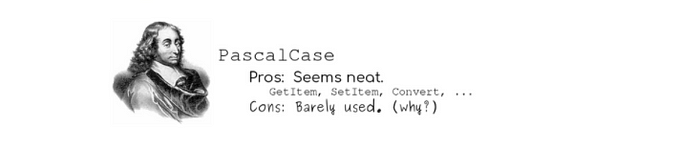 PascalCase
Pros: Seems neat.
GetItem, SetItem, Convert, ...
Cons: Barely used. (why?)